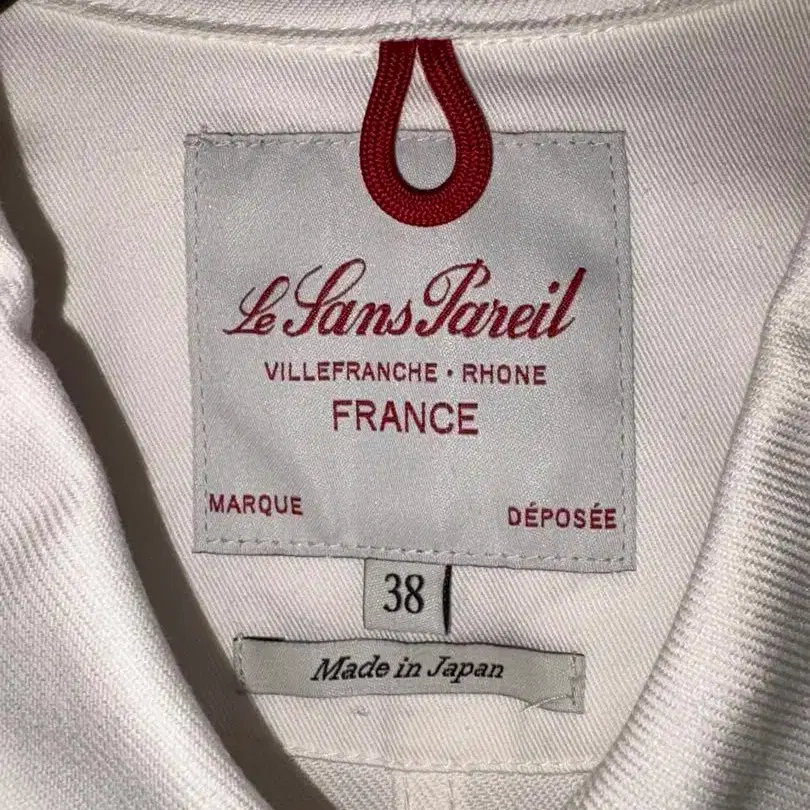 Le Sans Pareil
VILLEFRANCHE • RHONE
FRANCE
MARQUE DÉPOSÉE
38
Made in Japan